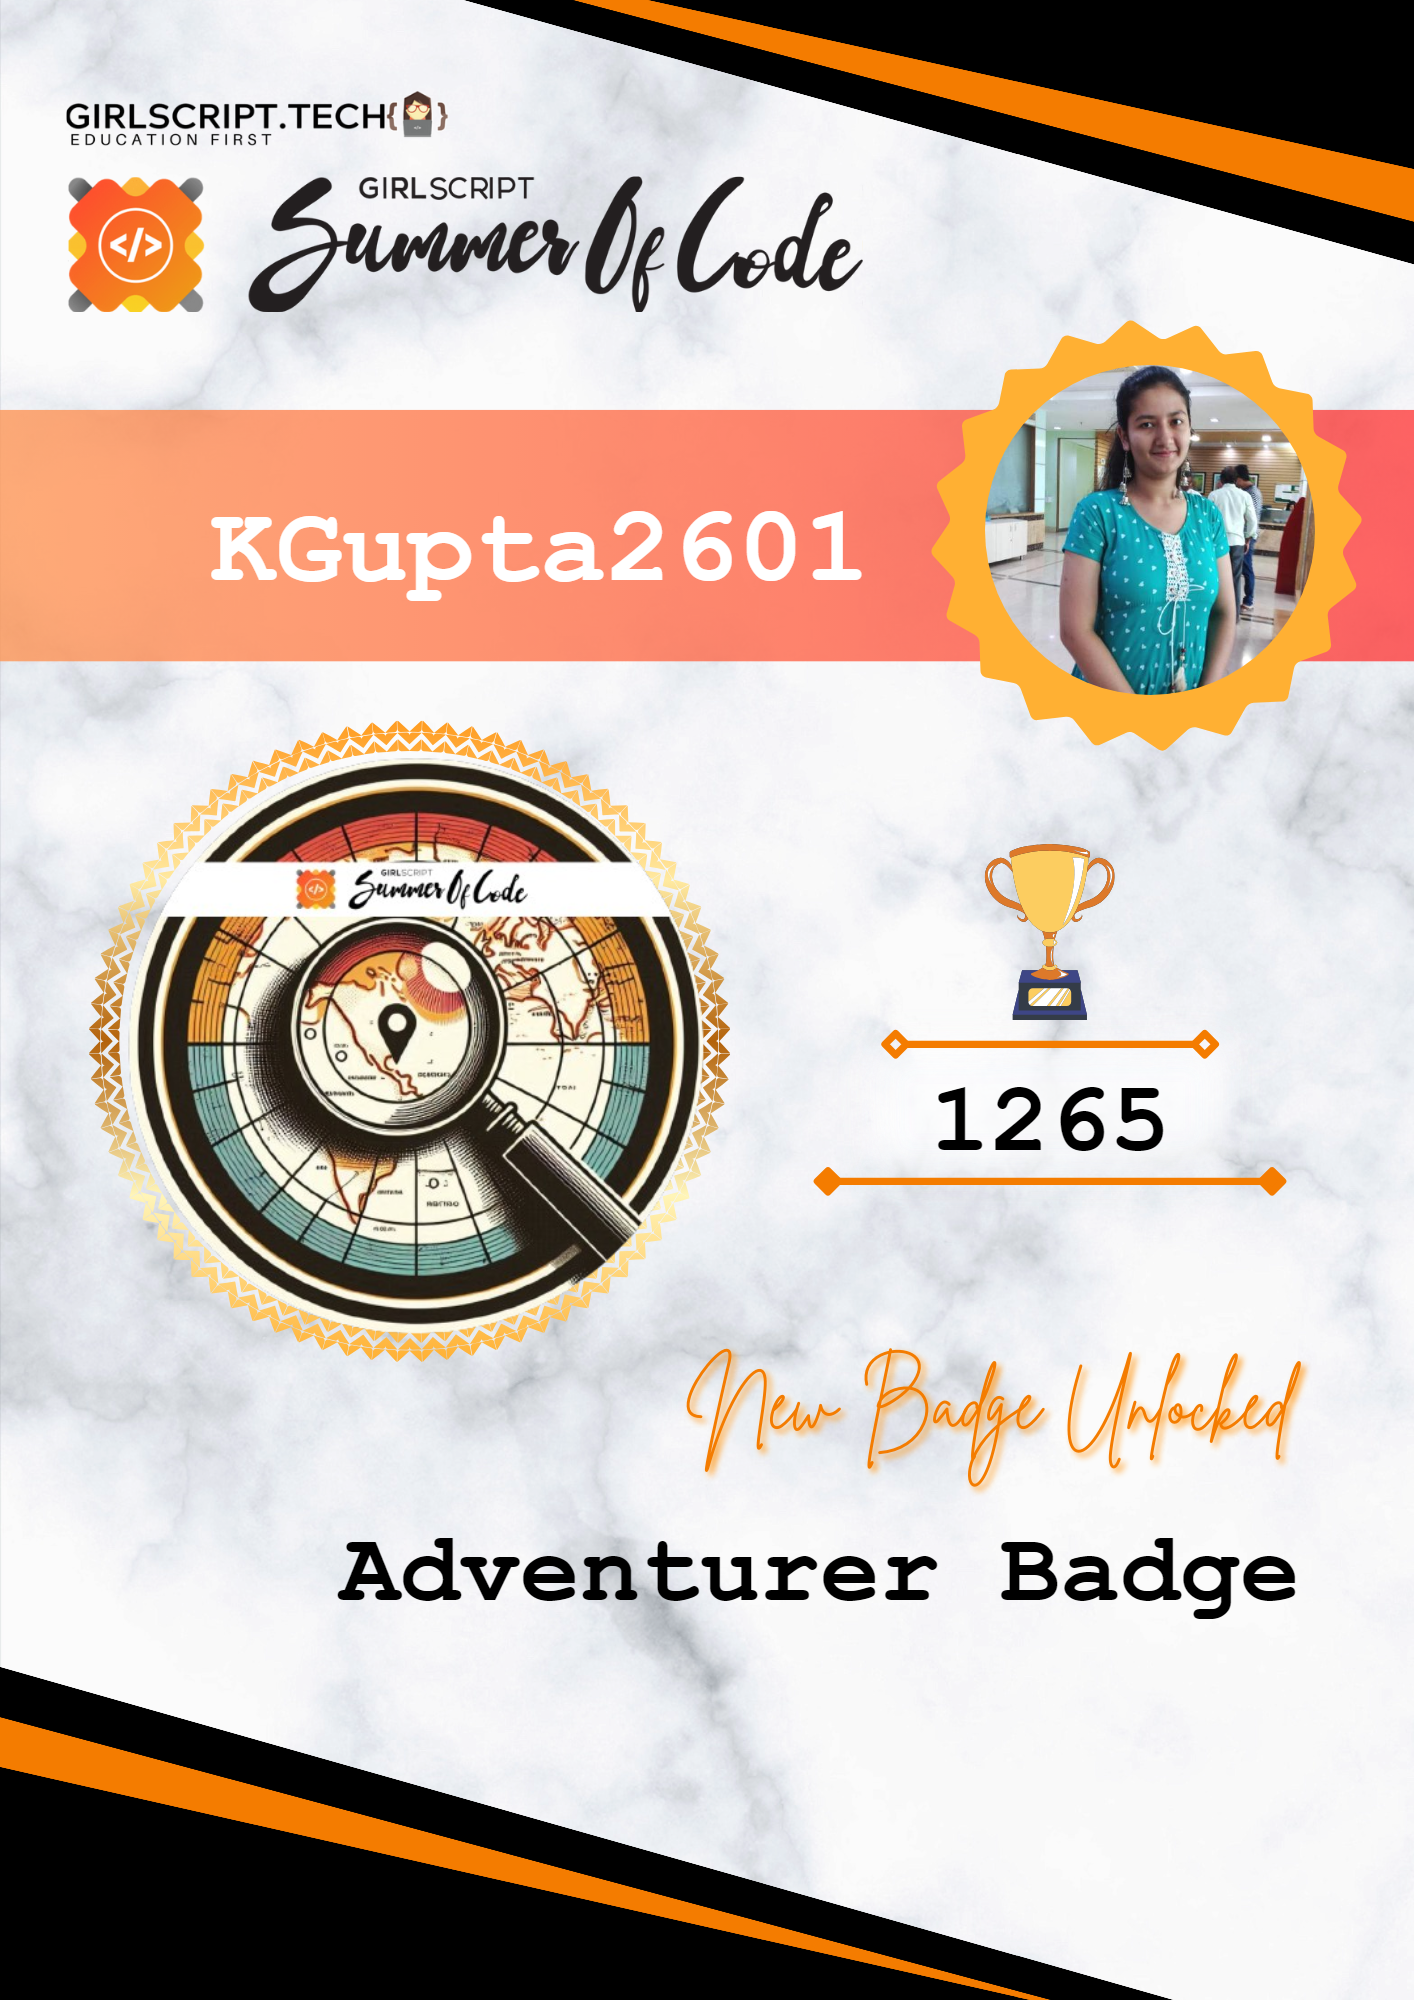 GIRLSCRIPT.TECH{ }
EDUCATION FIRST
GIRLSCRIPT
Summer Of Code
</>
KGupta2601
GIRLSCRIPT
Summer Of Code
</>
1265
New Badge Unlocked
Adventurer Badge